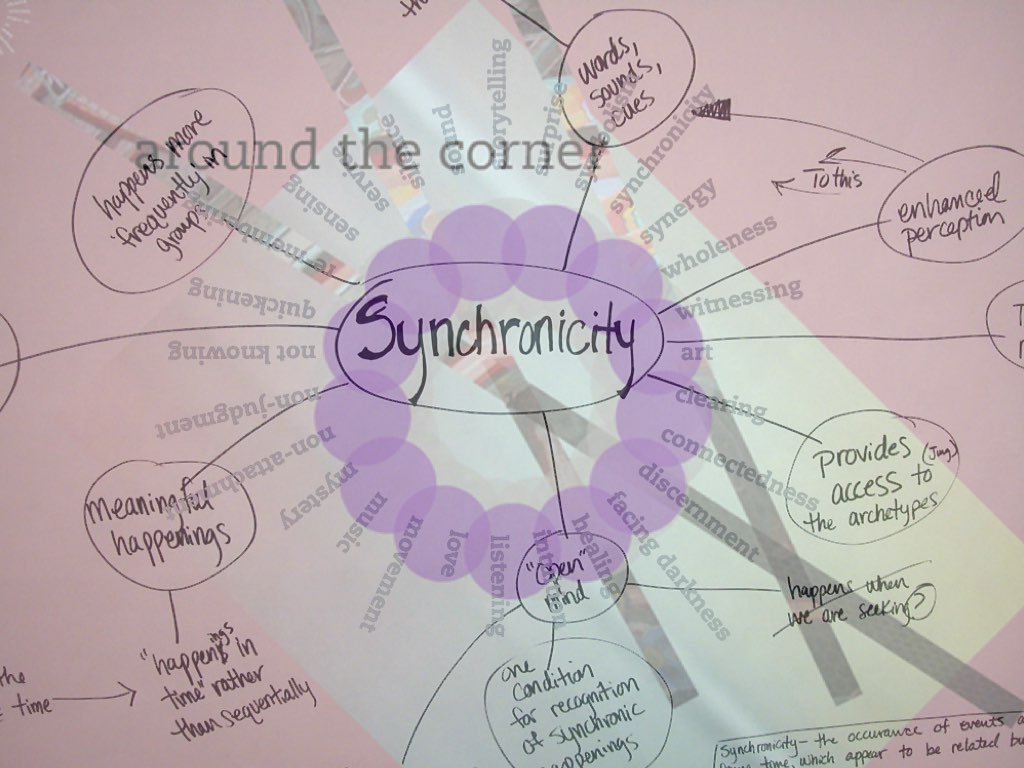 words,
sounds,
cues
happens more
frequently in
groups
around the corner
To this
enhanced
perception
service
silence
sound
storytelling
surprise
synchronicity
synergy
wholeness
witnessing
art
clearing
connectedness
discernment
facing darkness
healing
intuition
listening
love
movement
music
mystery
non-attachment
non-judgment
not knowing
quickening
re-membering
sensing
Synchronicity
provides (Jung)
access to
the archetypes
meaningful
happenings
"open"
mind
happens when
we are seeking?
"happenings" in
time rather
than sequentially
the
time
one
condition
for recognition
of synchronic
happenings
Synchronicity - the occurance of events
time, which appear to be related